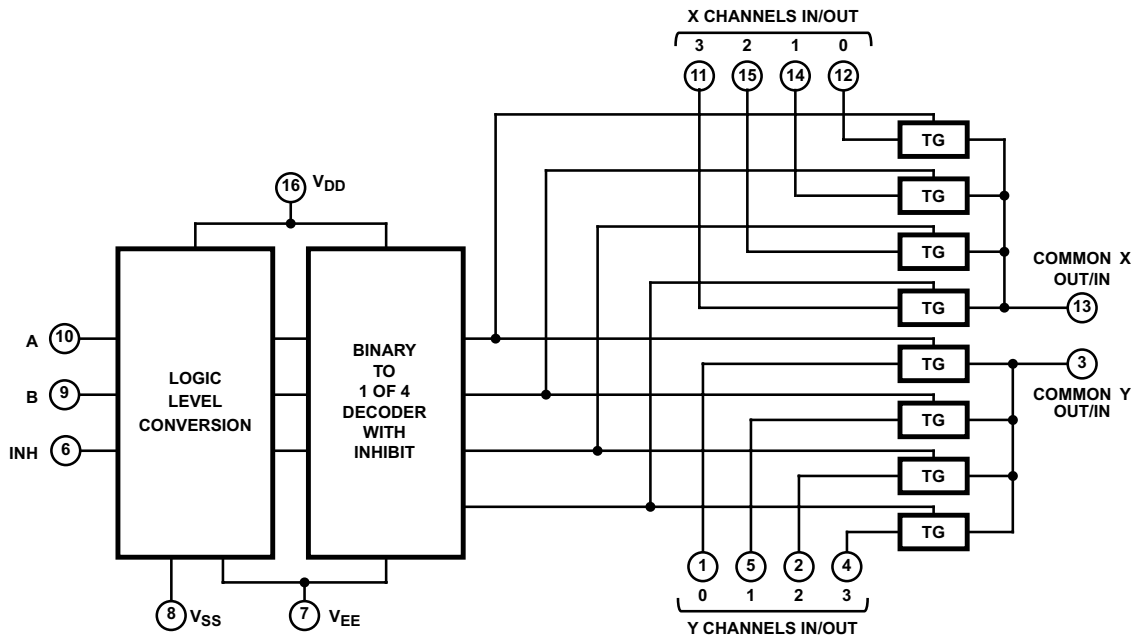 X CHANNELS IN/OUT
3 2 1 0
11 15 14 12
TG
16 VDD
TG
TG
COMMON X
OUT/IN
TG
13
A 10
BINARY
TO
1 OF 4
DECODER
WITH
INHIBIT
LOGIC
LEVEL
CONVERSION
TG
3
B 9
COMMON Y
OUT/IN
TG
INH 6
TG
TG
1 5 2 4
0 1 2 3
8 VSS
7 VEE
Y CHANNELS IN/OUT